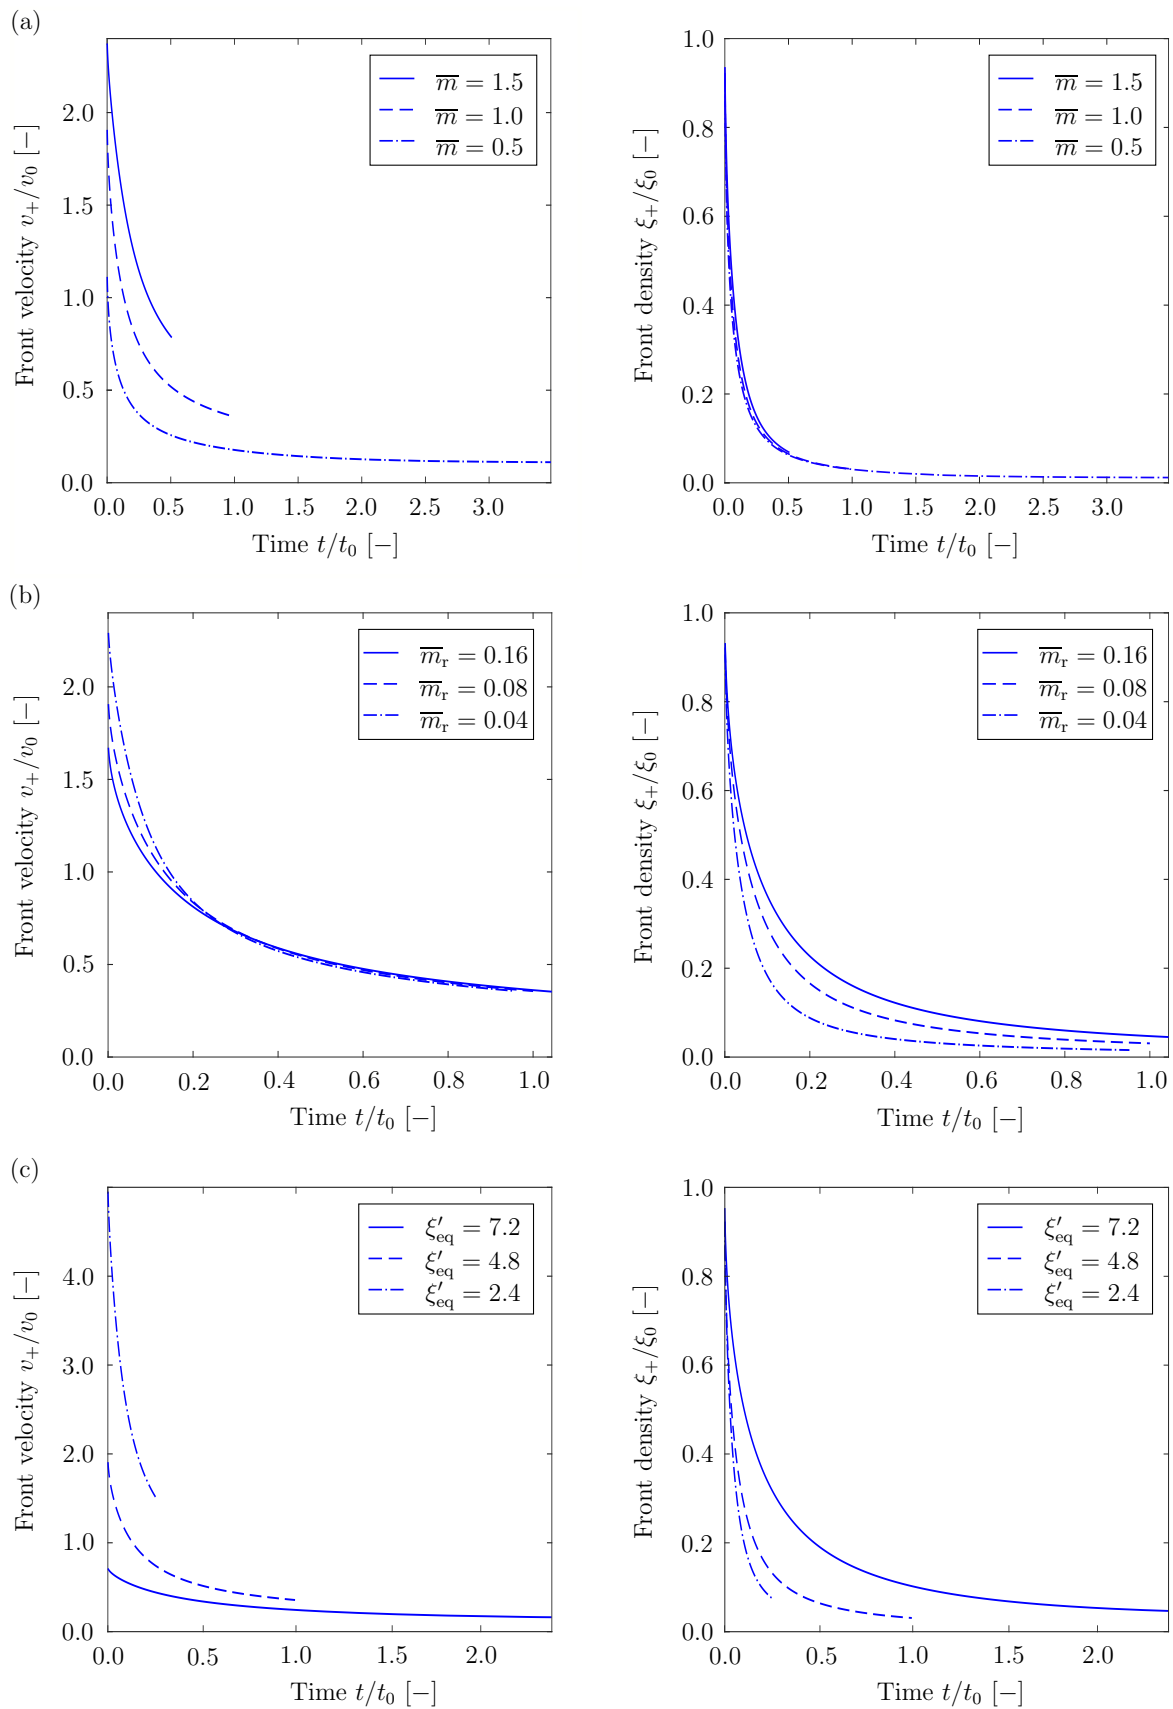 (a)
2.0
1.5
1.0
0.5
0.0
Front velocity v₊/v₀ [−]
m̅ = 1.5
m̅ = 1.0
m̅ = 0.5
0.0 0.5 1.0 1.5 2.0 2.5 3.0
Time t/t₀ [−]
1.0
0.8
0.6
0.4
0.2
0.0
Front density ξ₊/ξ₀ [−]
m̅ = 1.5
m̅ = 1.0
m̅ = 0.5
0.0 0.5 1.0 1.5 2.0 2.5 3.0
Time t/t₀ [−]
(b)
2.0
1.5
1.0
0.5
0.0
Front velocity v₊/v₀ [−]
m̅ᵣ = 0.16
m̅ᵣ = 0.08
m̅ᵣ = 0.04
0.0 0.2 0.4 0.6 0.8 1.0
Time t/t₀ [−]
1.0
0.8
0.6
0.4
0.2
0.0
Front density ξ₊/ξ₀ [−]
m̅ᵣ = 0.16
m̅ᵣ = 0.08
m̅ᵣ = 0.04
0.0 0.2 0.4 0.6 0.8 1.0
Time t/t₀ [−]
(c)
4.0
3.0
2.0
1.0
0.0
Front velocity v₊/v₀ [−]
ξ′eq = 7.2
ξ′eq = 4.8
ξ′eq = 2.4
0.0 0.5 1.0 1.5 2.0
Time t/t₀ [−]
1.0
0.8
0.6
0.4
0.2
0.0
Front density ξ₊/ξ₀ [−]
ξ′eq = 7.2
ξ′eq = 4.8
ξ′eq = 2.4
0.0 0.5 1.0 1.5 2.0
Time t/t₀ [−]